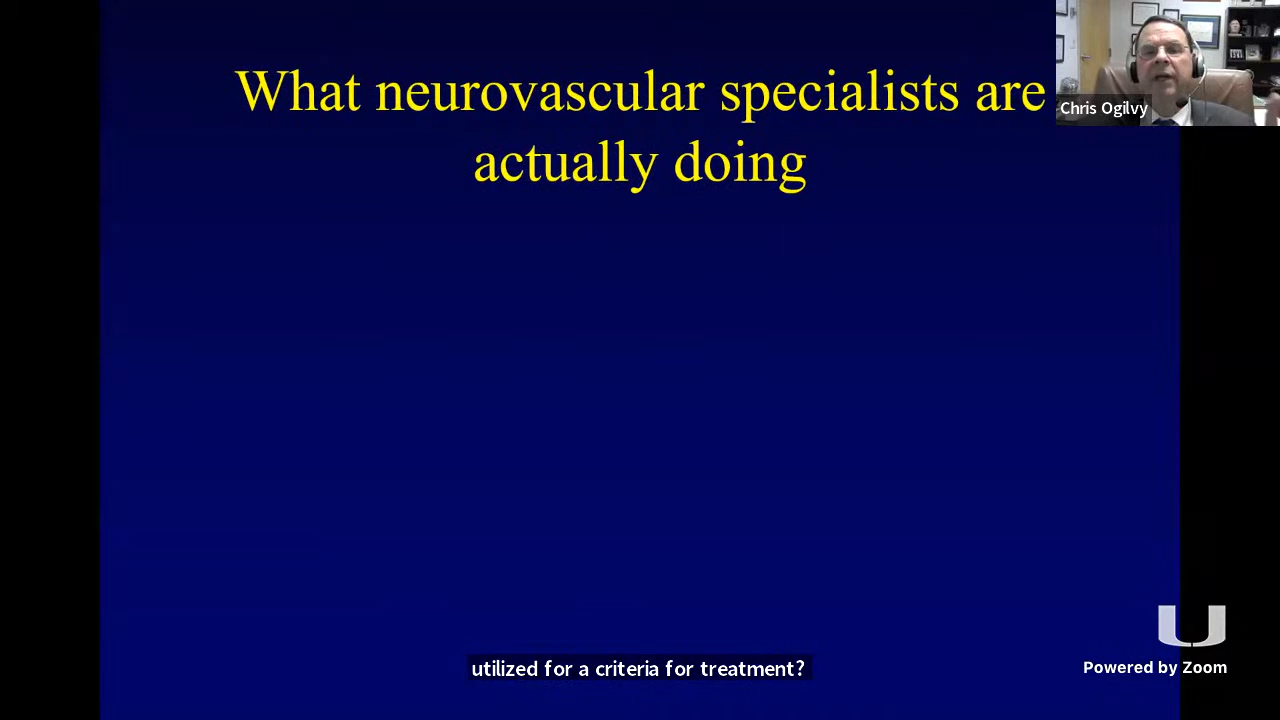 What neurovascular specialists are
actually doing
Chris Ogilvy
U
Powered by Zoom
utilized for a criteria for treatment?